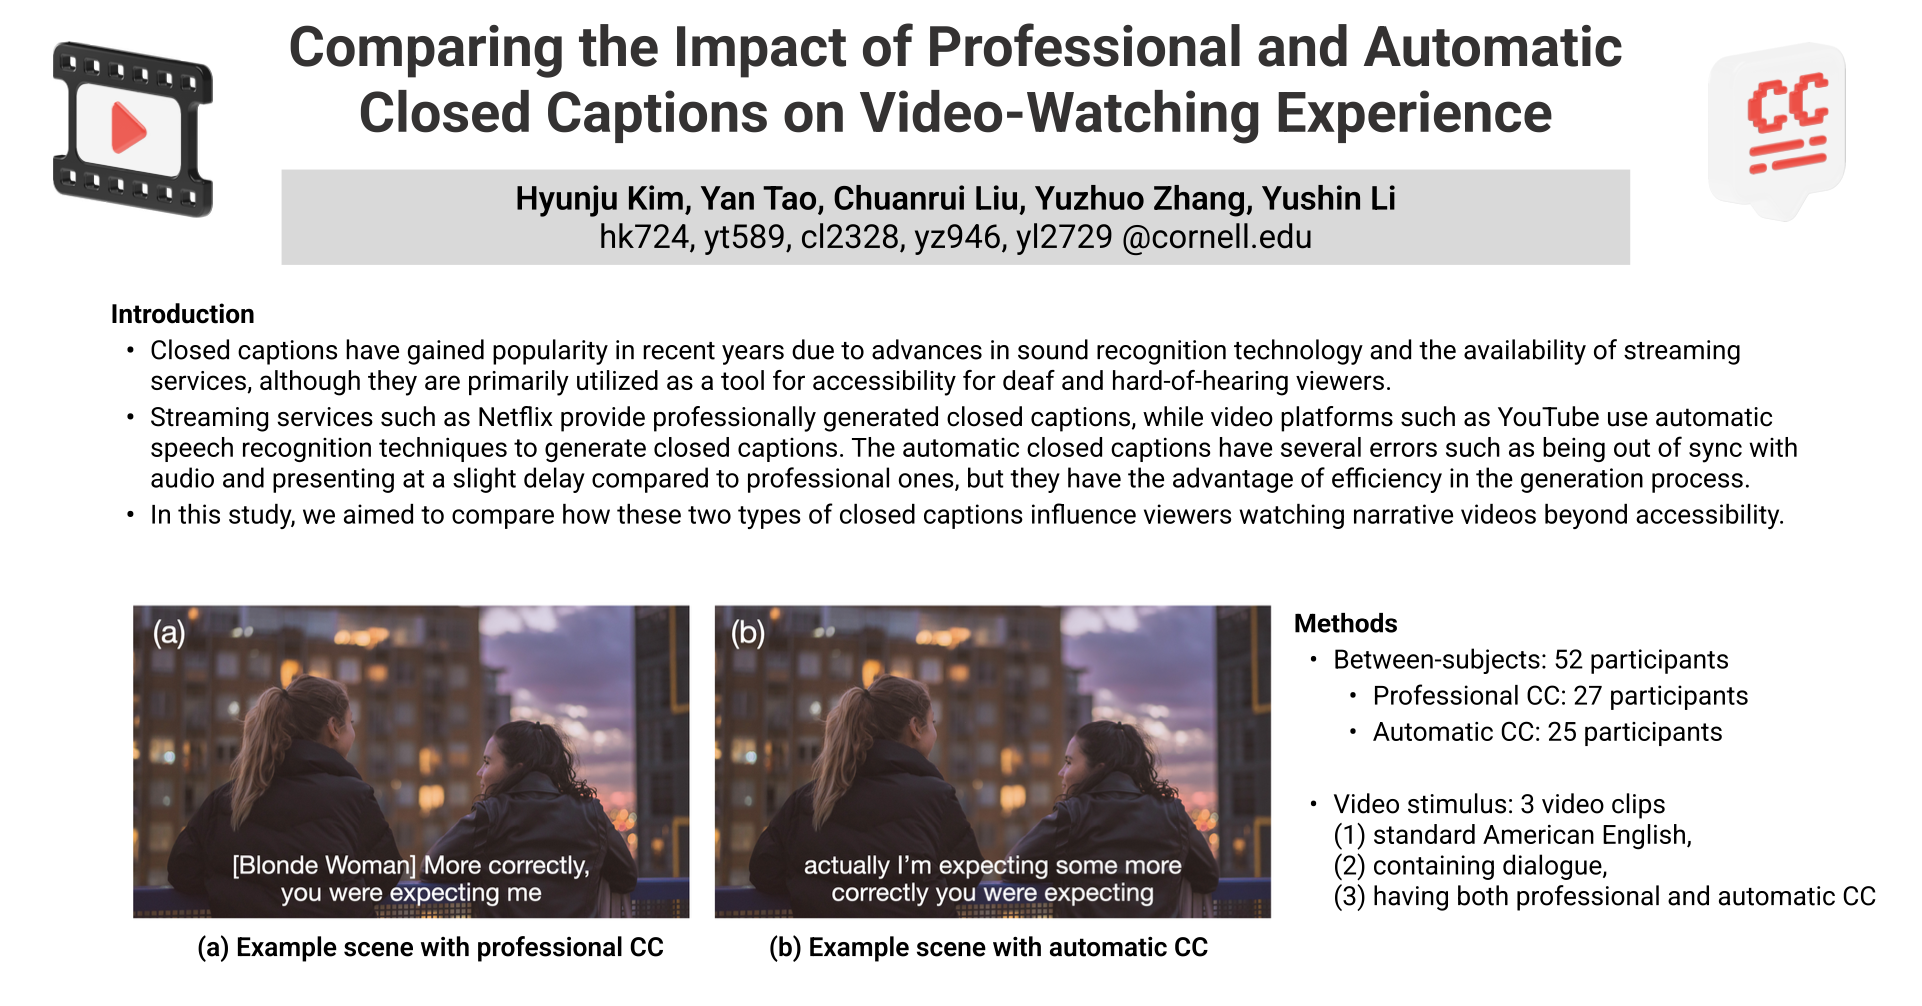 Comparing the Impact of Professional and Automatic
Closed Captions on Video-Watching Experience
CC
Hyunju Kim, Yan Tao, Chuanrui Liu, Yuzhuo Zhang, Yushin Li
hk724, yt589, cl2328, yz946, yl2729 @cornell.edu
Introduction
• Closed captions have gained popularity in recent years due to advances in sound recognition technology and the availability of streaming
services, although they are primarily utilized as a tool for accessibility for deaf and hard-of-hearing viewers.
• Streaming services such as Netflix provide professionally generated closed captions, while video platforms such as YouTube use automatic
speech recognition techniques to generate closed captions. The automatic closed captions have several errors such as being out of sync with
audio and presenting at a slight delay compared to professional ones, but they have the advantage of efficiency in the generation process.
• In this study, we aimed to compare how these two types of closed captions influence viewers watching narrative videos beyond accessibility.
(a)
[Blonde Woman] More correctly,
you were expecting me
(a) Example scene with professional CC
(b)
actually I'm expecting some more
correctly you were expecting
(b) Example scene with automatic CC
Methods
• Between-subjects: 52 participants
• Professional CC: 27 participants
• Automatic CC: 25 participants
• Video stimulus: 3 video clips
(1) standard American English,
(2) containing dialogue,
(3) having both professional and automatic CC